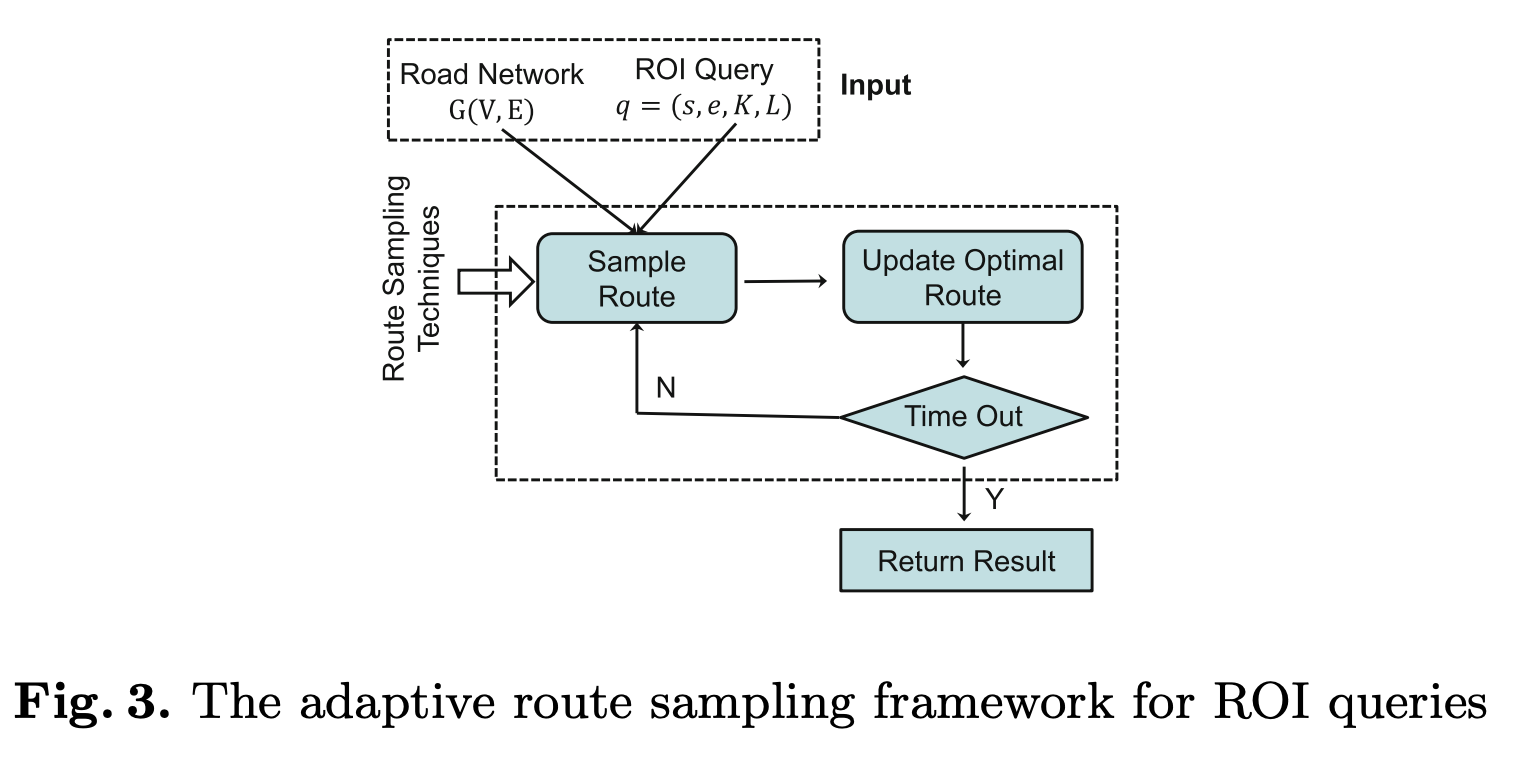 Road Network
G(V, E)
ROI Query
q = (s, e, K, L)
Input
Route Sampling
Techniques
Sample
Route
Update Optimal
Route
N
Time Out
Y
Return Result
Fig. 3. The adaptive route sampling framework for ROI queries